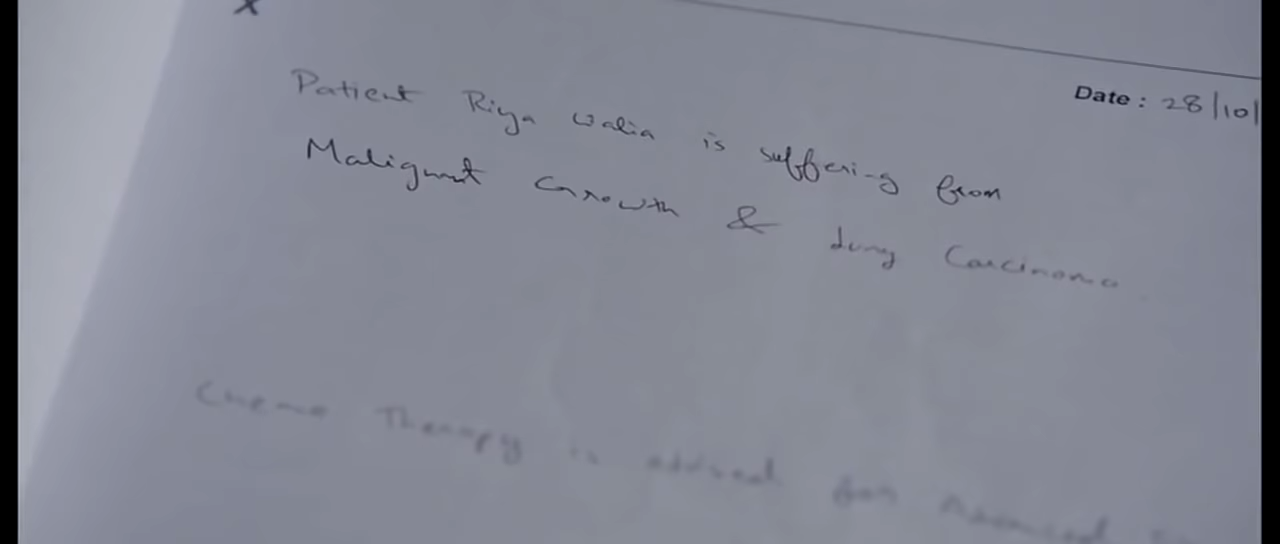 Date : 28/10/
Patient Riya Walia is suffering from
Malignant Growth & Lung Carcinoma
Chemo Therapy is advised for